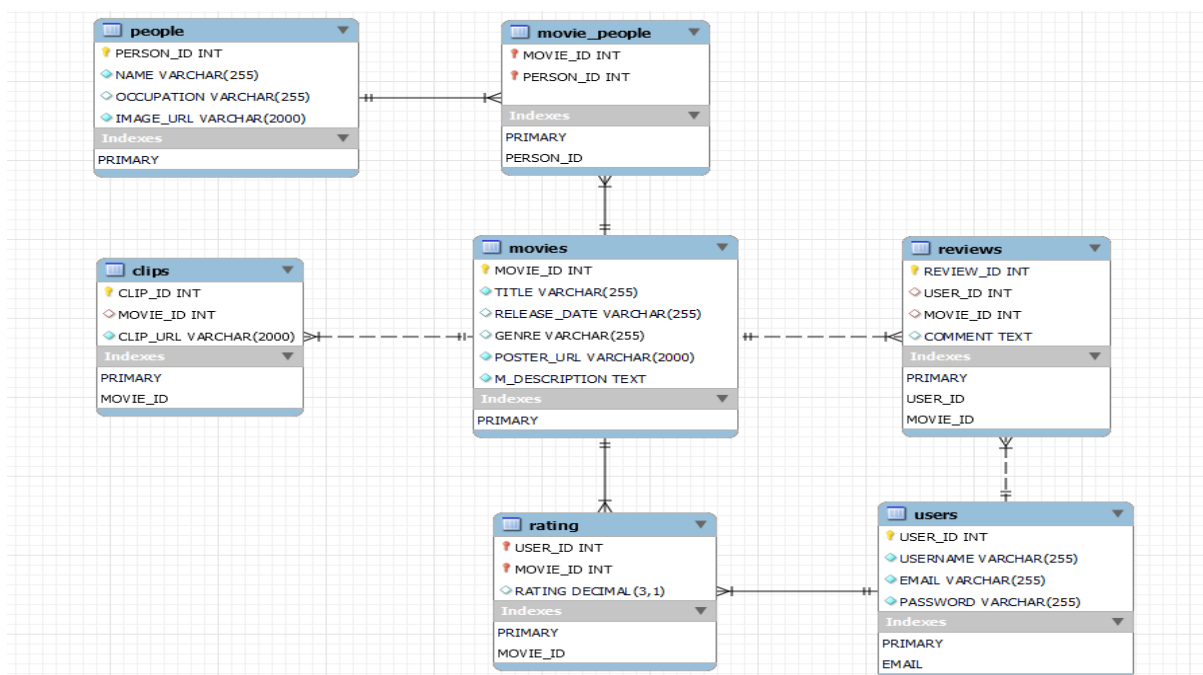 people
PERSON_ID INT
NAME VARCHAR(255)
OCCUPATION VARCHAR(255)
IMAGE_URL VARCHAR(2000)
Indexes
PRIMARY
movie_people
MOVIE_ID INT
PERSON_ID INT
Indexes
PRIMARY
PERSON_ID
clips
CLIP_ID INT
MOVIE_ID INT
CLIP_URL VARCHAR(2000)
Indexes
PRIMARY
MOVIE_ID
movies
MOVIE_ID INT
TITLE VARCHAR(255)
RELEASE_DATE VARCHAR(255)
GENRE VARCHAR(255)
POSTER_URL VARCHAR(2000)
M_DESCRIPTION TEXT
Indexes
PRIMARY
reviews
REVIEW_ID INT
USER_ID INT
MOVIE_ID INT
COMMENT TEXT
Indexes
PRIMARY
USER_ID
MOVIE_ID
rating
USER_ID INT
MOVIE_ID INT
RATING DECIMAL(3,1)
Indexes
PRIMARY
MOVIE_ID
users
USER_ID INT
USERNAME VARCHAR(255)
EMAIL VARCHAR(255)
PASSWORD VARCHAR(255)
Indexes
PRIMARY
EMAIL